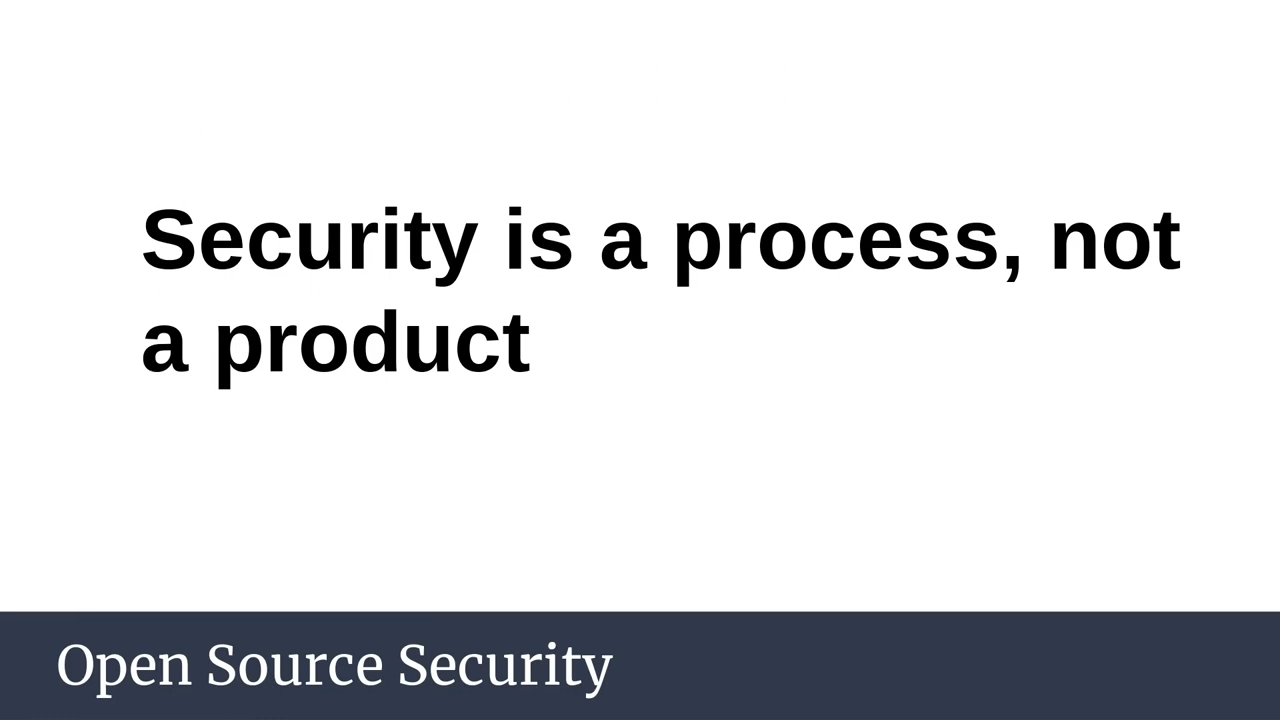 Security is a process, not
a product
Open Source Security